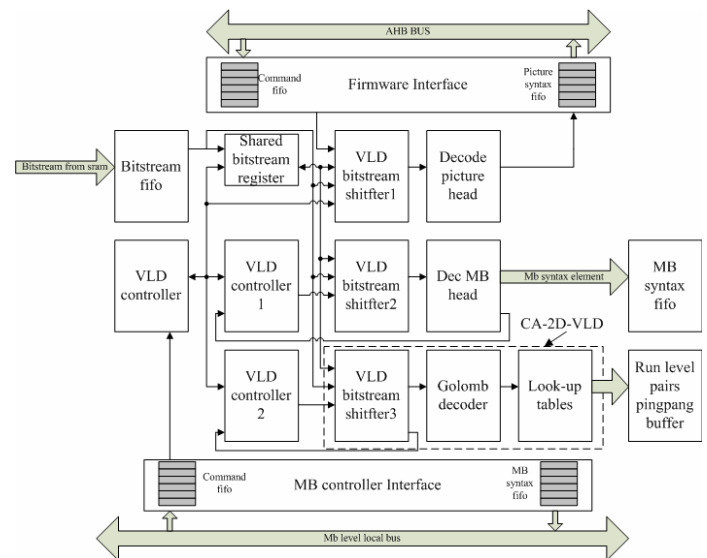 AHB BUS
Command
fifo
Firmware Interface
Picture
syntax
fifo
Bitstream from sram
Bitstream
fifo
Shared
bitstream
register
VLD
bitstream
shitfter1
Decode
picture
head
VLD
controller
VLD
controller
1
VLD
bitstream
shitfter2
Dec MB
head
Mb syntax element
MB
syntax
fifo
CA-2D-VLD
VLD
controller
2
VLD
bitstream
shitfter3
Golomb
decoder
Look-up
tables
Run level
pairs
pingpang
buffer
Command
fifo
MB controller Interface
MB
syntax
fifo
Mb level local bus